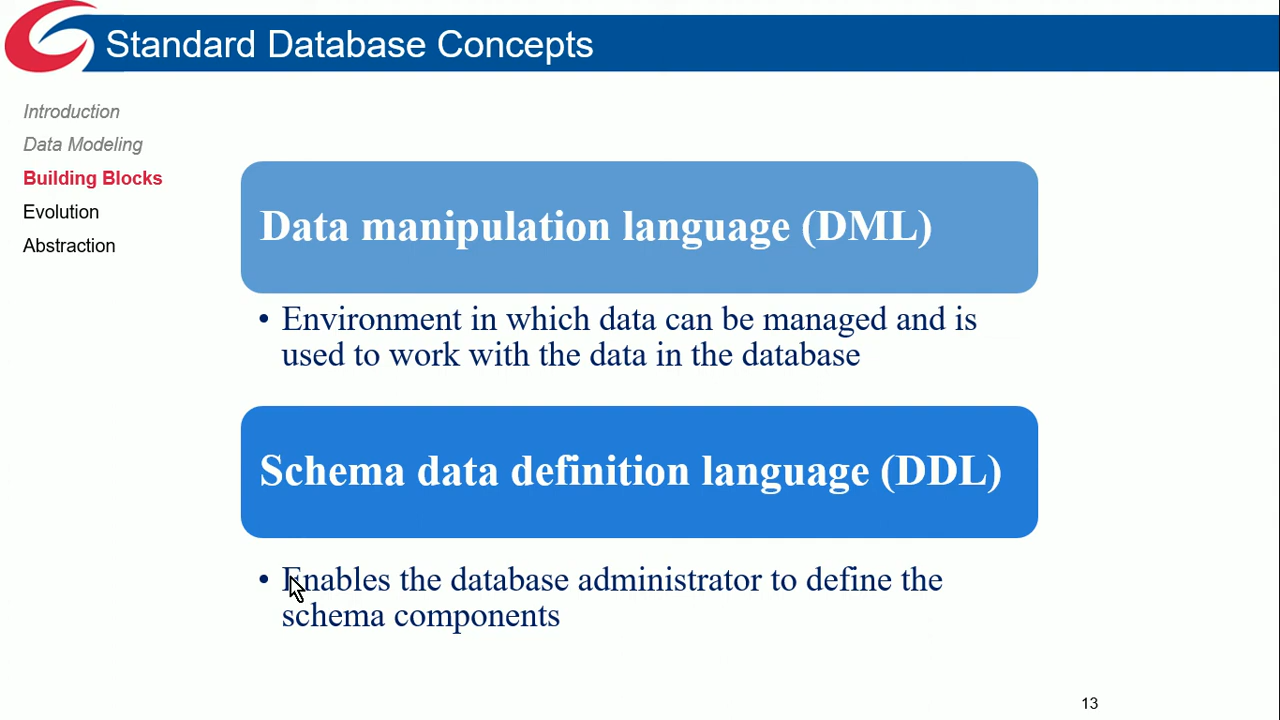 Standard Database Concepts
Introduction
Data Modeling
Building Blocks
Evolution
Abstraction
Data manipulation language (DML)
• Environment in which data can be managed and is
used to work with the data in the database
Schema data definition language (DDL)
• Enables the database administrator to define the
schema components
13